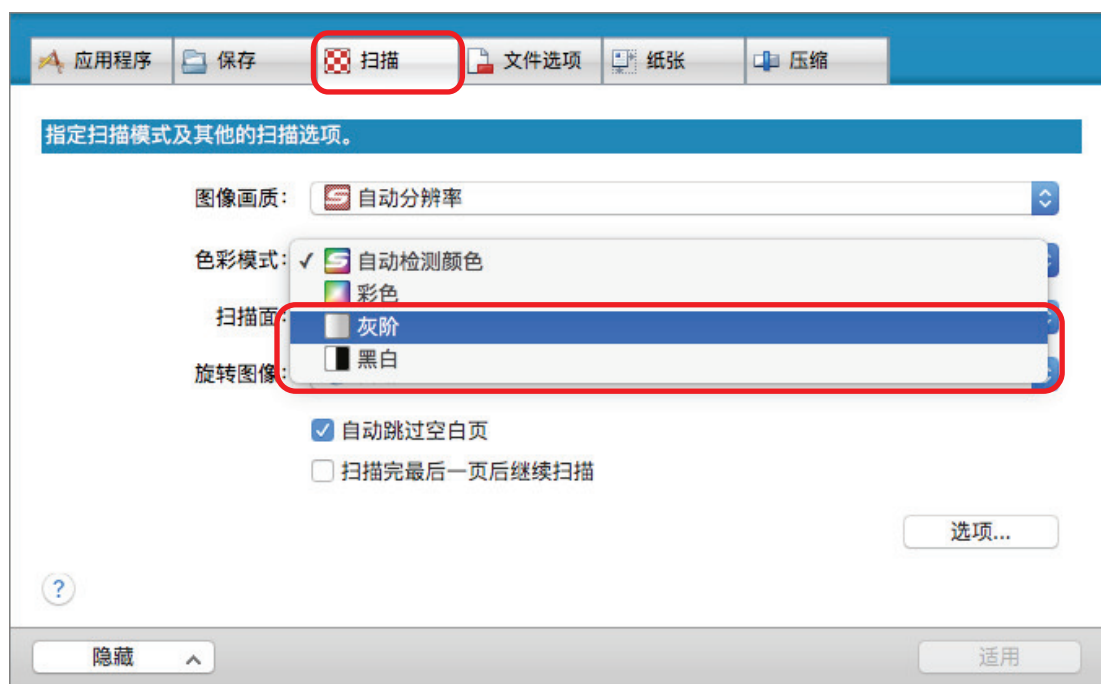 应用程序 保存 扫描 文件选项 纸张 压缩
指定扫描模式及其他的扫描选项。
图像画质: 自动分辨率
色彩模式: ✓ 自动检测颜色
彩色
扫描面: 灰阶
黑白
旋转图像:
自动跳过空白页
扫描完最后一页后继续扫描
选项...
?
隐藏 适用